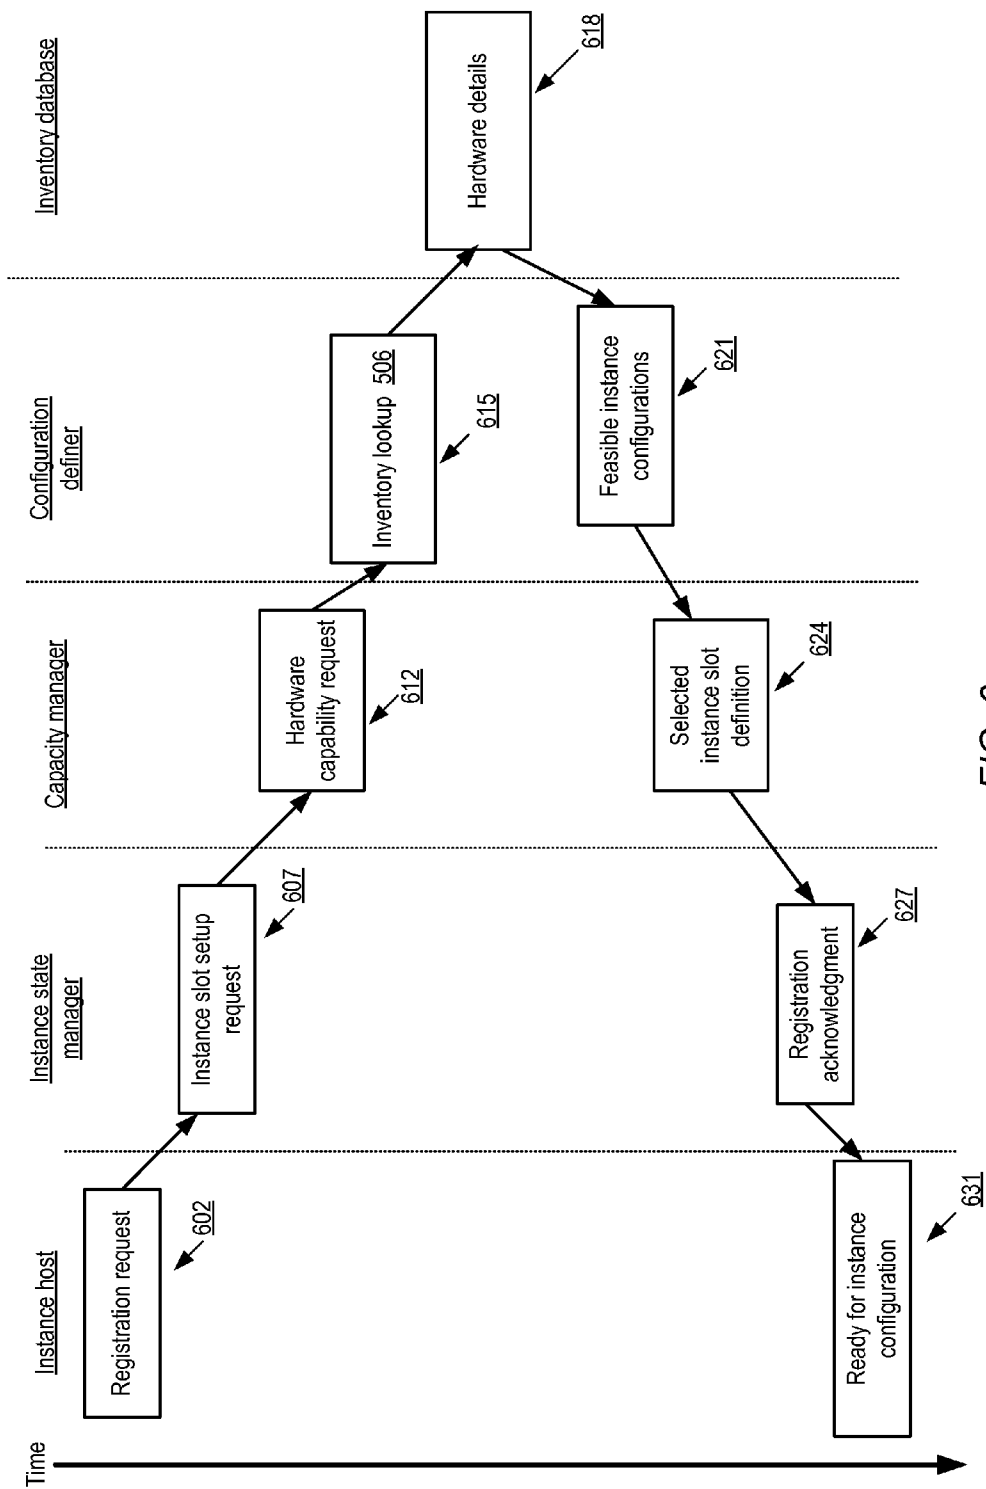 Time
Instance host
Instance state
manager
Capacity manager
Configuration
definer
Inventory database
Registration request
602
Instance slot setup
request
607
Hardware
capability request
612
Inventory lookup 506
615
Hardware details
618
Feasible instance
configurations
621
Selected
instance slot
definition
624
Registration
acknowledgment
627
Ready for instance
configuration
631